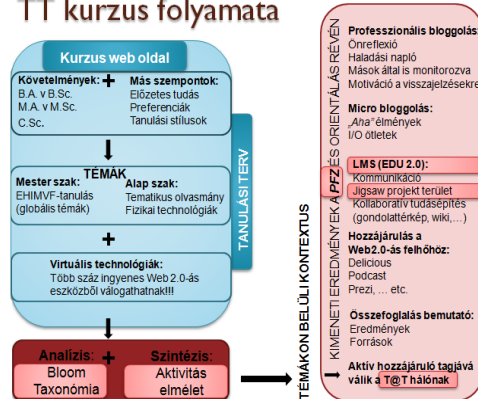 TT kurzus folyamata
Kurzus web oldal
Követelmények:
B.A. v B.Sc.
M.A. v M.Sc.
C.Sc.
+
Más szempontok:
Előzetes tudás
Preferenciák
Tanulási stílusok
TÉMÁK
Mester szak:
EHIMVF-tanulás
(globális témák)
Alap szak:
Tematikus olvasmány
Fizikai technológiák
+
Virtuális technológiák:
Több száz ingyenes Web 2.0-ás
eszközből válogathatnak!!!
TANULÁSI TERV
Analízis:
Bloom
Taxonómia
+
Szintézis:
Aktivitás
elmélet
TÉMÁKON BELÜLI KONTEXTUS
KIMENETI EREDMÉNYEK A PFZ ÉS ORIENTÁLÁS RÉVÉN
Professzionális bloggolás:
Önreflexió
Haladási napló
Mások által is monitorozva
Motiváció a visszajelzésekre
Micro bloggolás:
„Aha" élmények
I/O ötletek
LMS (EDU 2.0):
Kommunikáció
Jigsaw projekt terület
Kollaboratív tudásépítés
(gondolattérkép, wiki,…)
Hozzájárulás a
Web2.0-ás felhőhöz:
Delicious
Podcast
Prezi, … etc.
Összefoglalás bemutató:
Eredmények
Források
Aktív hozzájáruló tagjává
válik a T@T hálónak